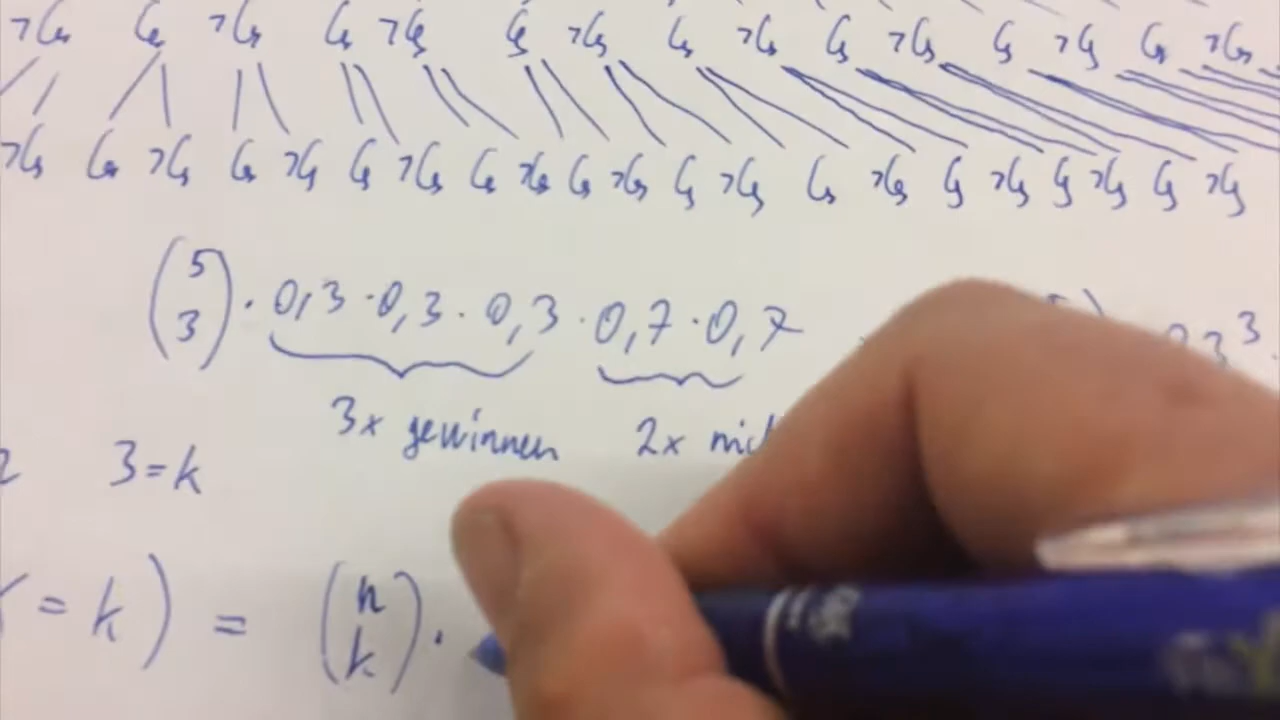 ¬G G ¬G G ¬G G ¬G G ¬G G ¬G G ¬G G ¬G
¬G G ¬G G ¬G G ¬G G ¬G G ¬G G ¬G G ¬G G ¬G G ¬G G ¬G
(5 3) · 0,3 · 0,3 · 0,3 · 0,7 · 0,7
3x gewinnen 2x
3=k
= k) = (n k) ·